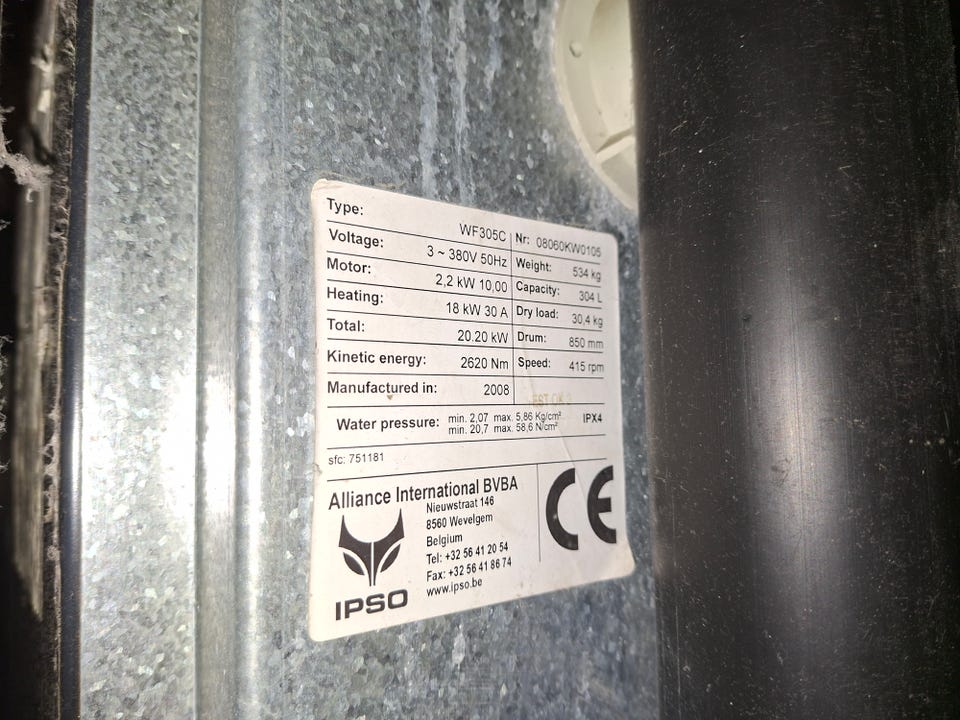 Type: WF305C Nr: 08060KW0105
Voltage: 3 ~ 380V 50Hz Weight: 534 kg
Motor: 2,2 kW 10,00 Capacity: 304 L
Heating: 18 kW 30 A Dry load: 30,4 kg
Total: 20.20 kW Drum: 850 mm
Kinetic energy: 2620 Nm Speed: 415 rpm
Manufactured in: 2008
Water pressure: min. 2,07 max. 5,86 Kg/cm² IPX4
min. 20,7 max. 58,6 N/cm²
sfc: 751181
Alliance International BVBA
Nieuwstraat 146
8560 Wevelgem
Belgium
Tel: +32 56 41 20 54
Fax: +32 56 41 86 74
www.ipso.be
IPSO
CE